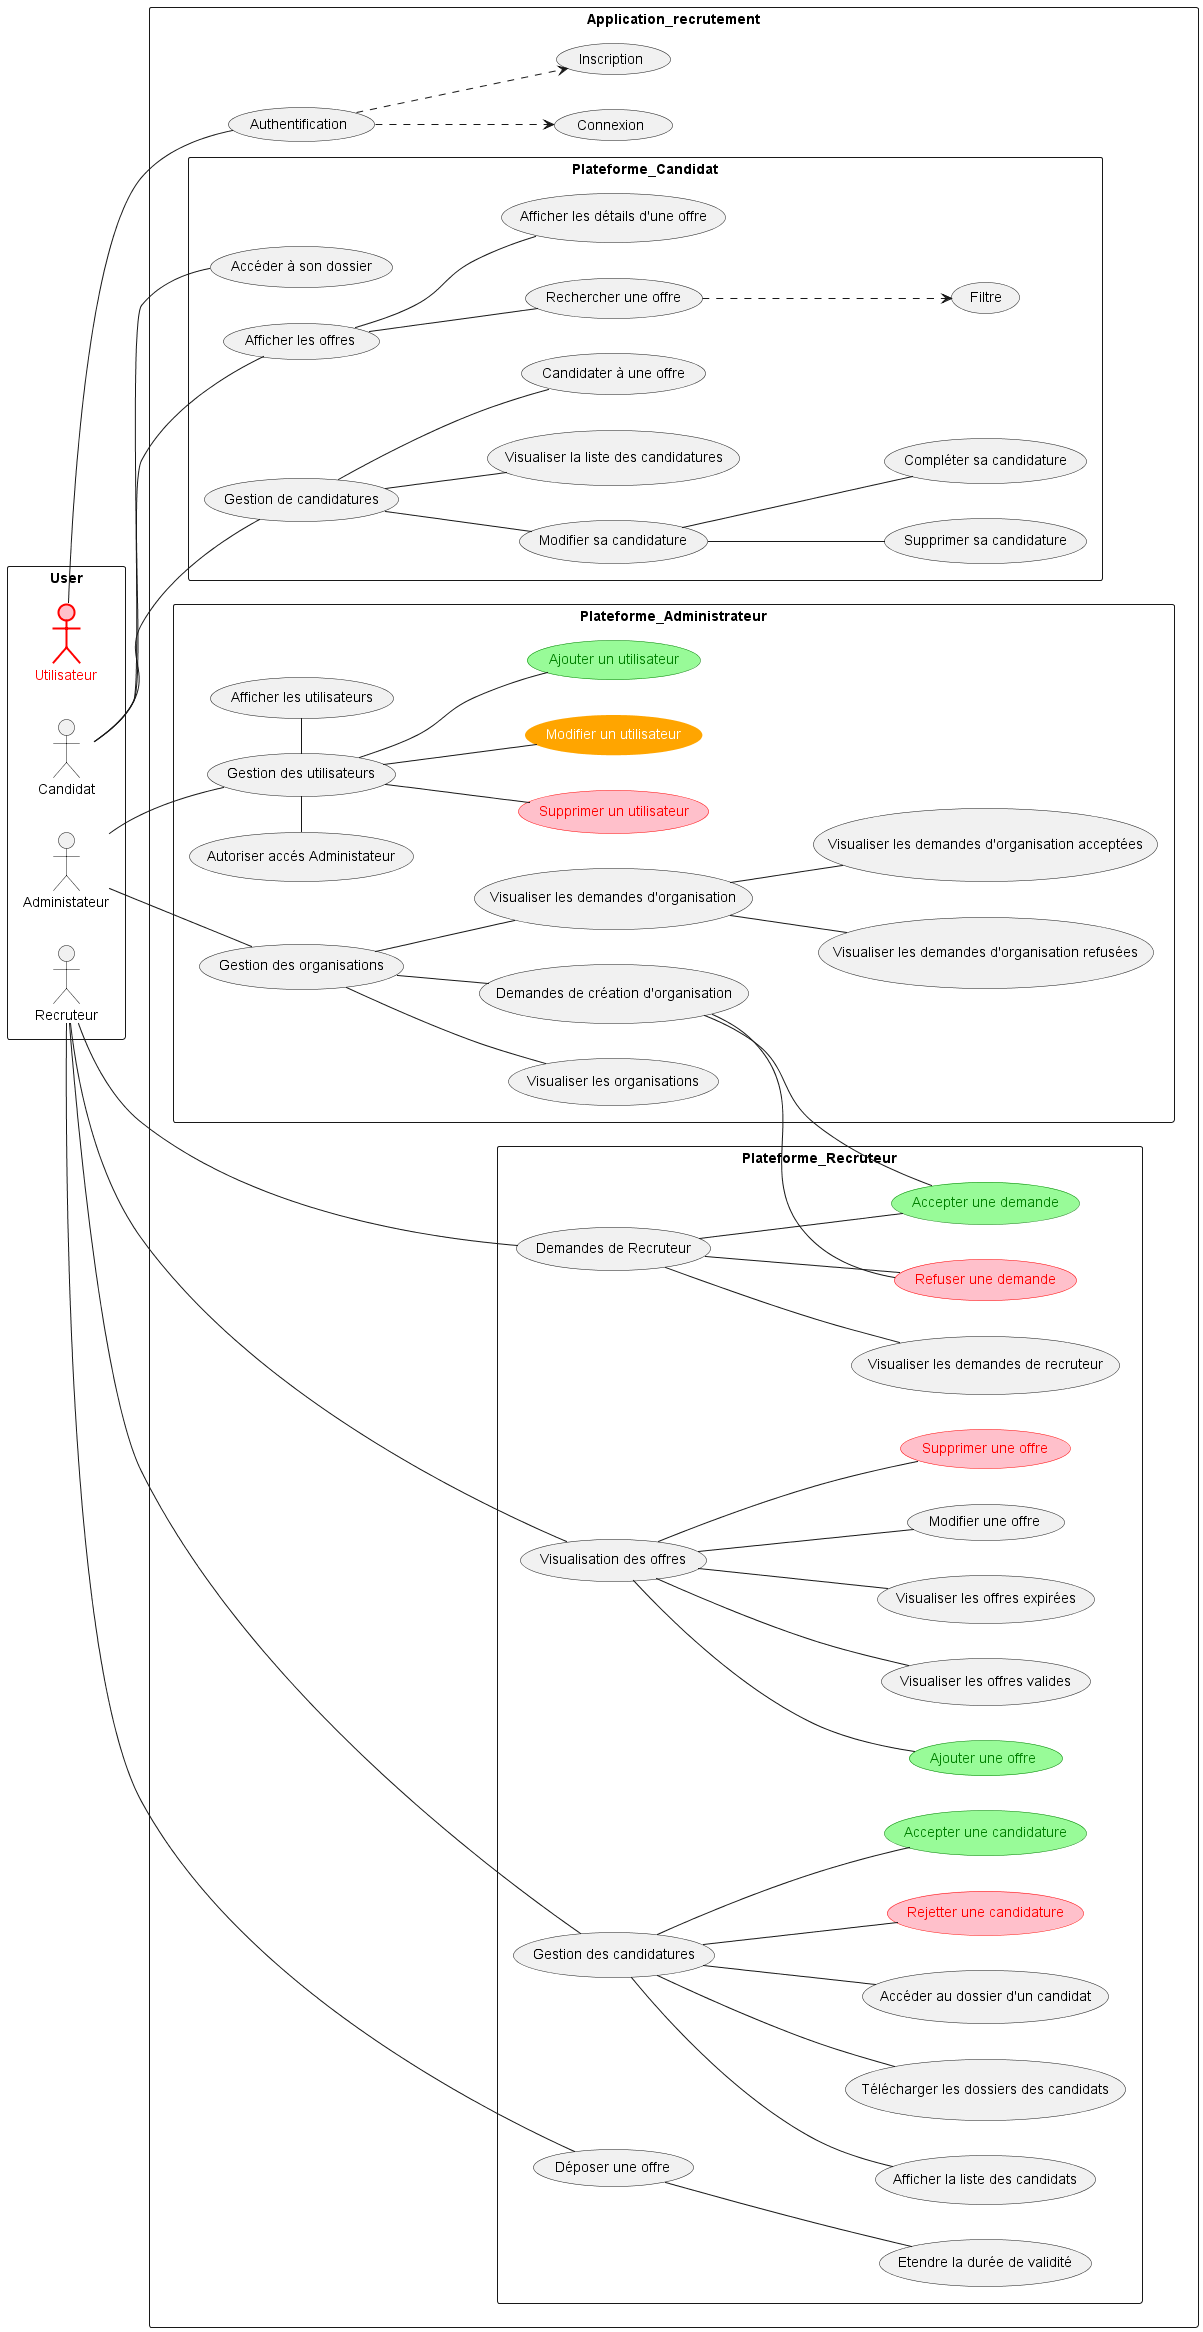 Application_recrutement
Inscription
Authentification
Connexion
Plateforme_Candidat
Afficher les détails d'une offre
Accéder à son dossier
Rechercher une offre
Filtre
Afficher les offres
Candidater à une offre
Visualiser la liste des candidatures
Compléter sa candidature
Gestion de candidatures
Modifier sa candidature
Supprimer sa candidature
User
Utilisateur
Candidat
Administateur
Recruteur
Plateforme_Administrateur
Ajouter un utilisateur
Afficher les utilisateurs
Modifier un utilisateur
Gestion des utilisateurs
Supprimer un utilisateur
Autoriser accés Administateur
Visualiser les demandes d'organisation acceptées
Visualiser les demandes d'organisation
Visualiser les demandes d'organisation refusées
Gestion des organisations
Demandes de création d'organisation
Visualiser les organisations
Plateforme_Recruteur
Accepter une demande
Demandes de Recruteur
Refuser une demande
Visualiser les demandes de recruteur
Supprimer une offre
Modifier une offre
Visualisation des offres
Visualiser les offres expirées
Visualiser les offres valides
Ajouter une offre
Accepter une candidature
Rejetter une candidature
Gestion des candidatures
Accéder au dossier d'un candidat
Télécharger les dossiers des candidats
Déposer une offre
Afficher la liste des candidats
Etendre la durée de validité